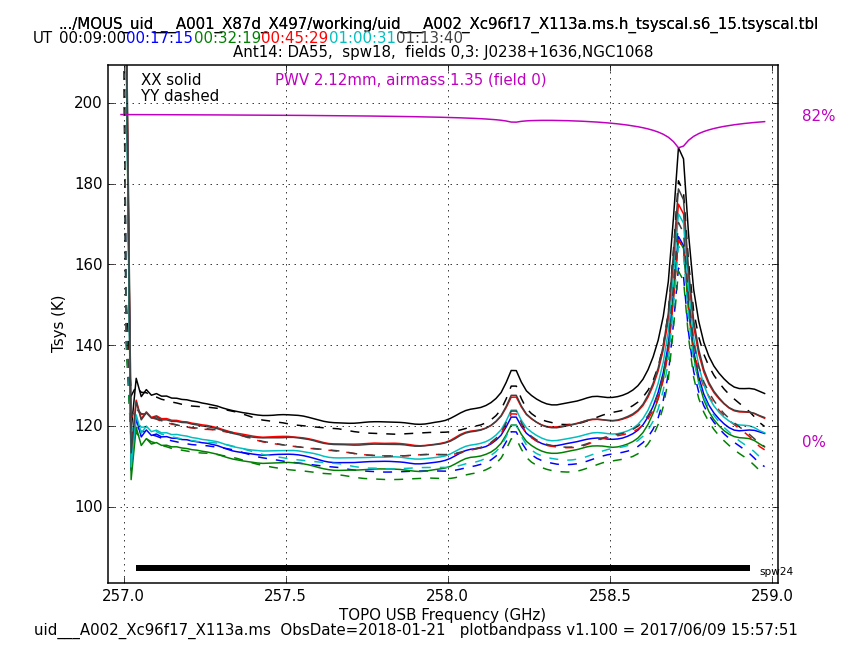 .../MOUS_uid___A001_X87d_X497/working/uid___A002_Xc96f17_X113a.ms.h_tsyscal.s6_15.tsyscal.tbl
UT 00:09:00 00:17:15 00:32:19 00:45:29 01:00:31 01:13:40
Ant14: DA55, spw18, fields 0,3: J0238+1636,NGC1068
XX solid PWV 2.12mm, airmass 1.35 (field 0)
YY dashed
200
82%
180
160
140
120
100
0%
Tsys (K)
spw24
257.0 257.5 258.0 258.5 259.0
TOPO USB Frequency (GHz)
uid___A002_Xc96f17_X113a.ms ObsDate=2018-01-21 plotbandpass v1.100 = 2017/06/09 15:57:51